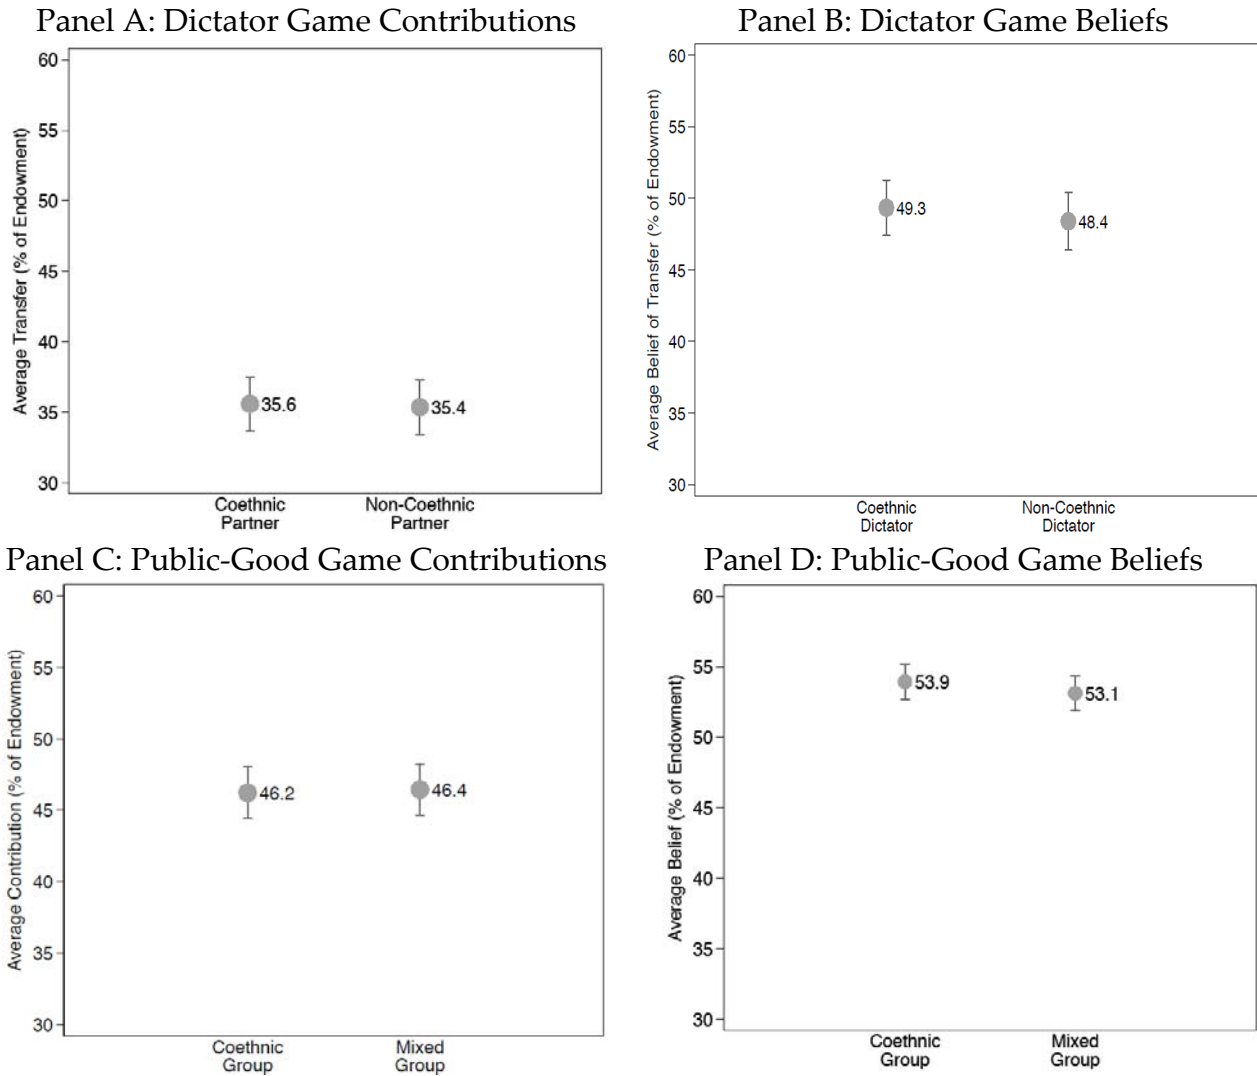 Panel A: Dictator Game Contributions
Average Transfer (% of Endowment)
60
55
50
45
40
35
30
35.6
35.4
Coethnic
Partner
Non-Coethnic
Partner
Panel B: Dictator Game Beliefs
Average Belief of Transfer (% of Endowment)
60
55
50
45
40
35
30
49.3
48.4
Coethnic
Dictator
Non-Coethnic
Dictator
Panel C: Public-Good Game Contributions
Average Contribution (% of Endowment)
60
55
50
45
40
35
30
46.2
46.4
Coethnic
Group
Mixed
Group
Panel D: Public-Good Game Beliefs
Average Belief (% of Endowment)
60
55
50
45
40
35
30
53.9
53.1
Coethnic
Group
Mixed
Group